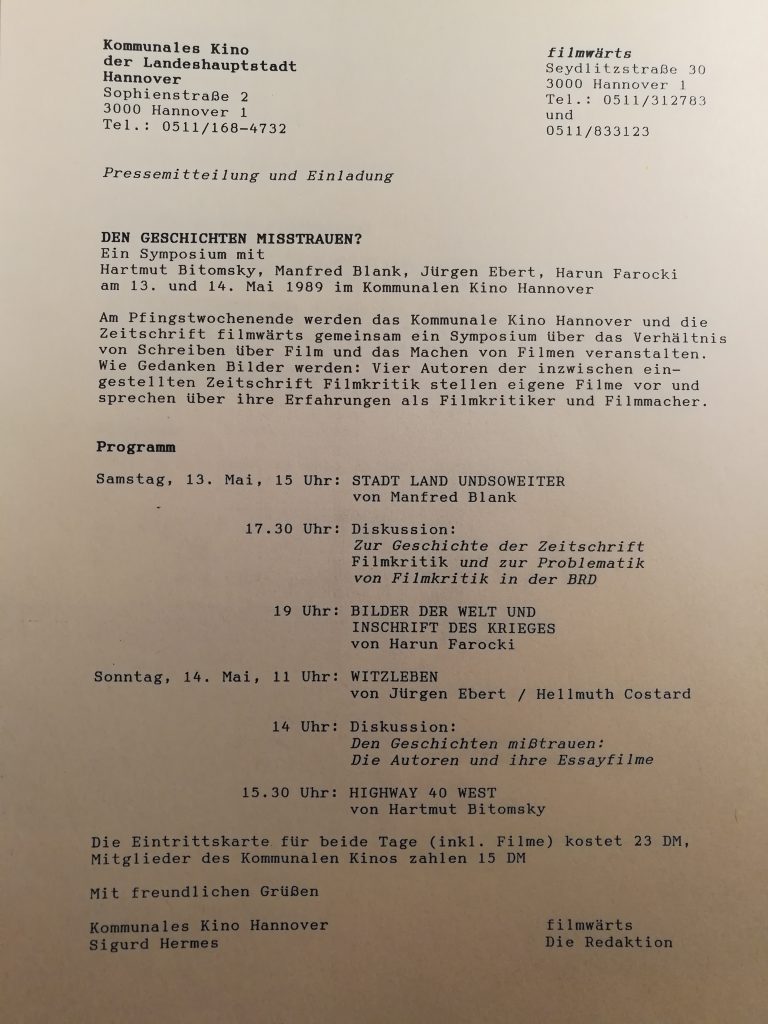 Kommunales Kino
der Landeshauptstadt
Hannover
Sophienstraße 2
3000 Hannover 1
Tel.: 0511/168-4732
filmwärts
Seydlitzstraße 30
3000 Hannover 1
Tel.: 0511/312783
und
0511/833123
Pressemitteilung und Einladung
DEN GESCHICHTEN MISSTRAUEN?
Ein Symposium mit
Hartmut Bitomsky, Manfred Blank, Jürgen Ebert, Harun Farocki
am 13. und 14. Mai 1989 im Kommunalen Kino Hannover
Am Pfingstwochenende werden das Kommunale Kino Hannover und die
Zeitschrift filmwärts gemeinsam ein Symposium über das Verhältnis
von Schreiben über Film und das Machen von Filmen veranstalten.
Wie Gedanken Bilder werden: Vier Autoren der inzwischen ein-
gestellten Zeitschrift Filmkritik stellen eigene Filme vor und
sprechen über ihre Erfahrungen als Filmkritiker und Filmmacher.
Programm
Samstag, 13. Mai, 15 Uhr: STADT LAND UNDSOWEITER
von Manfred Blank
17.30 Uhr: Diskussion:
Zur Geschichte der Zeitschrift
Filmkritik und zur Problematik
von Filmkritik in der BRD
19 Uhr: BILDER DER WELT UND
INSCHRIFT DES KRIEGES
von Harun Farocki
Sonntag, 14. Mai, 11 Uhr: WITZLEBEN
von Jürgen Ebert / Hellmuth Costard
14 Uhr: Diskussion:
Den Geschichten mißtrauen:
Die Autoren und ihre Essayfilme
15.30 Uhr: HIGHWAY 40 WEST
von Hartmut Bitomsky
Die Eintrittskarte für beide Tage (inkl. Filme) kostet 23 DM,
Mitglieder des Kommunalen Kinos zahlen 15 DM
Mit freundlichen Grüßen
Kommunales Kino Hannover
Sigurd Hermes
filmwärts
Die Redaktion